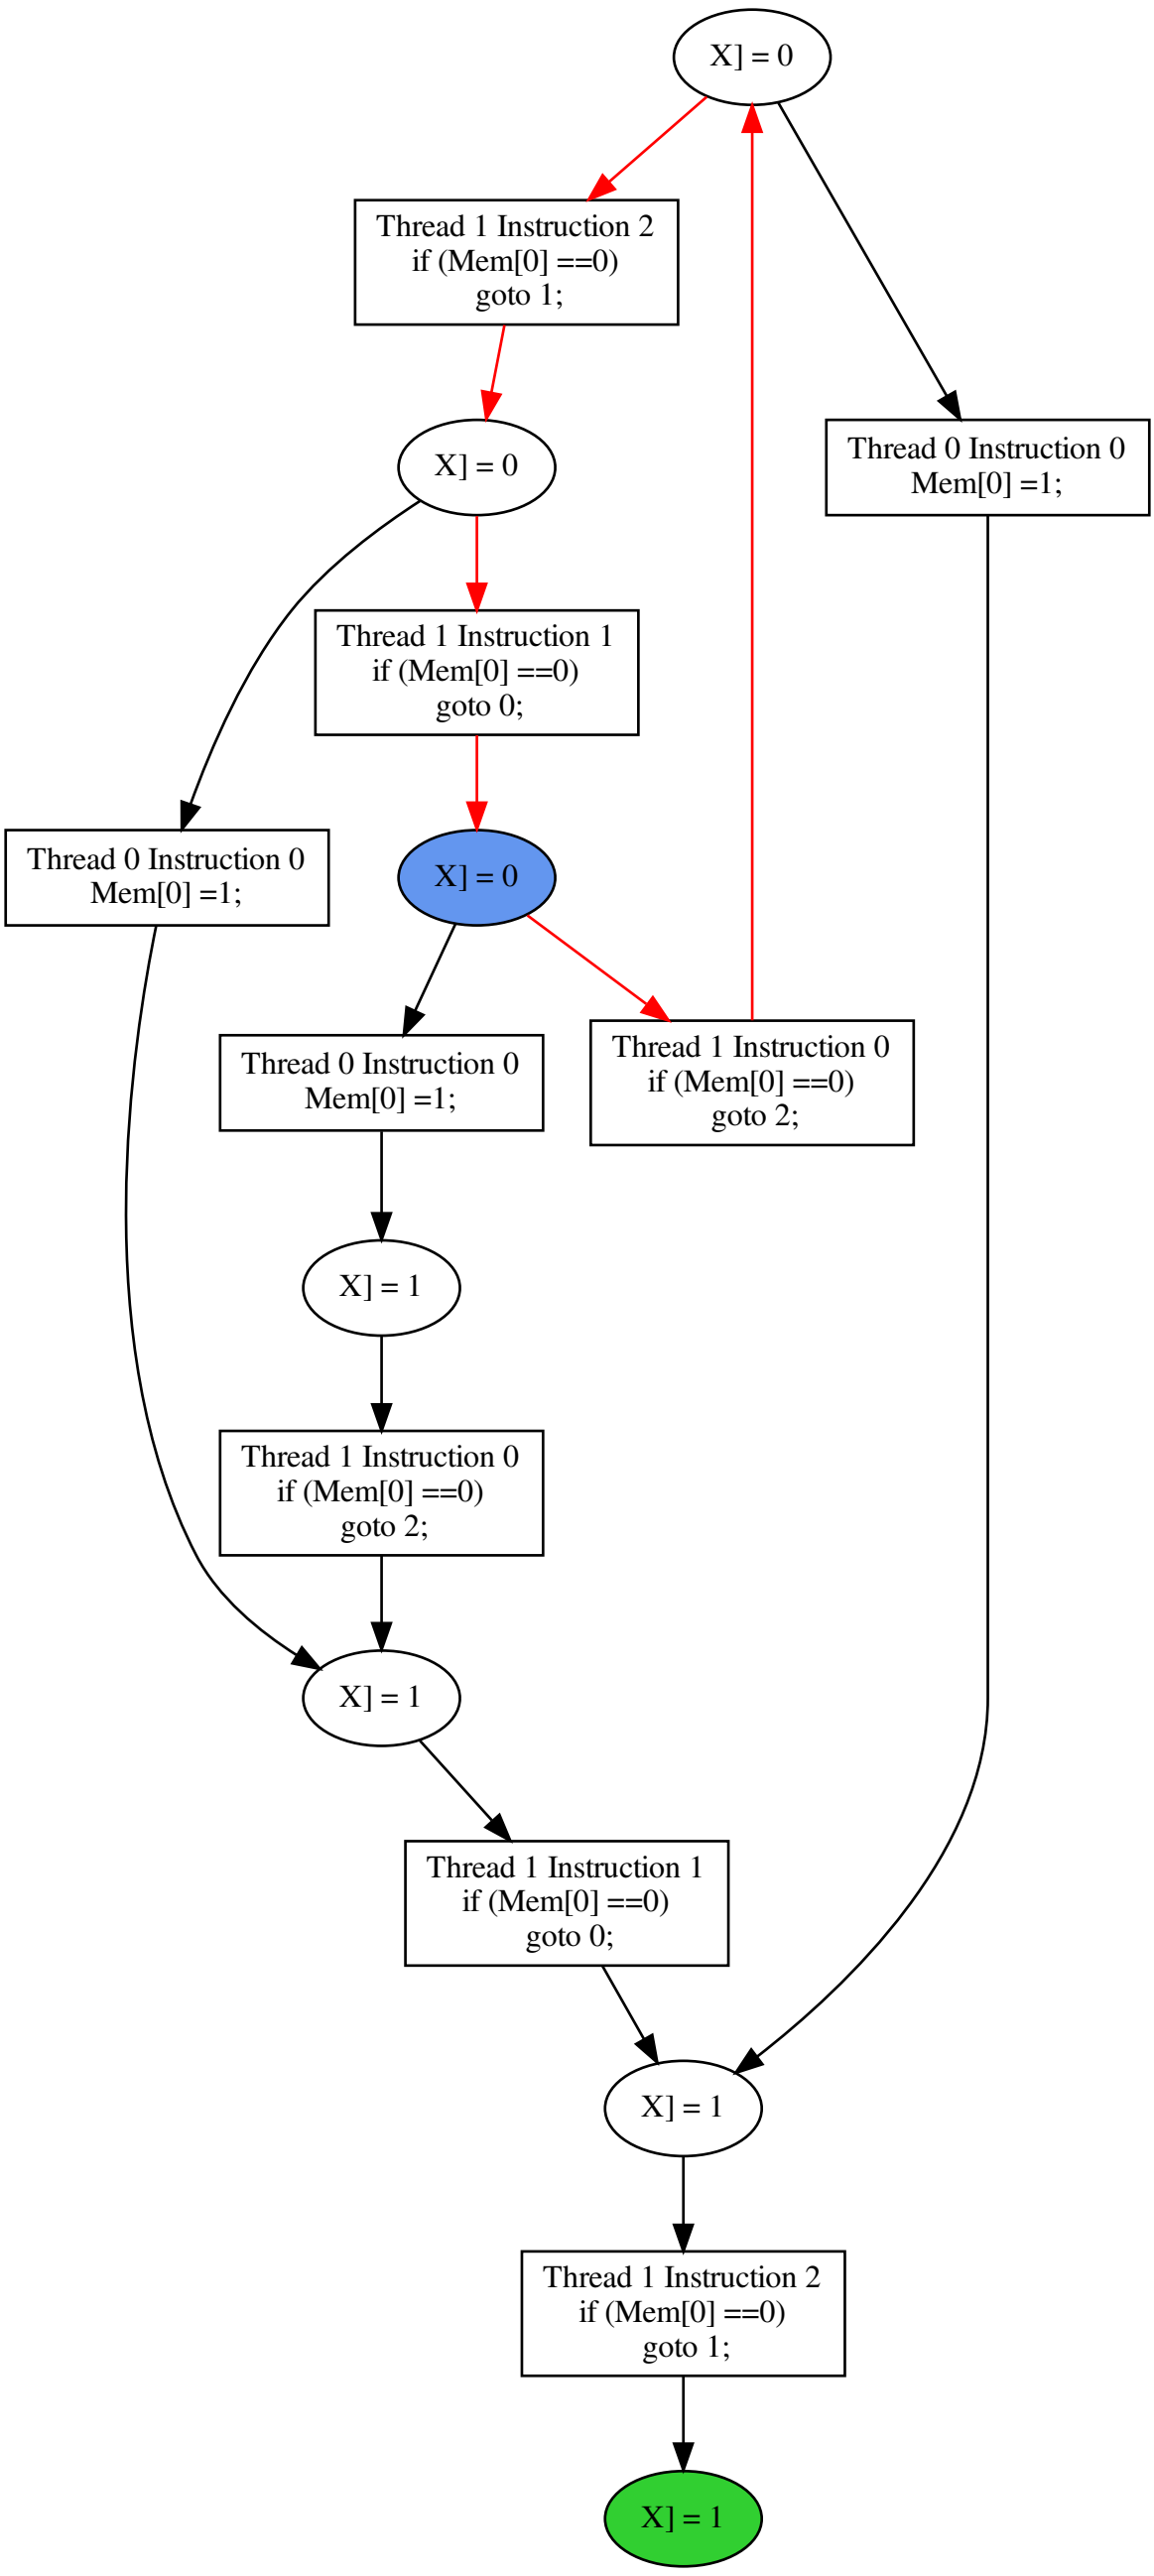 X] = 0
Thread 1 Instruction 2
if (Mem[0] ==0)
goto 1;
X] = 0
Thread 0 Instruction 0
Mem[0] =1;
Thread 1 Instruction 1
if (Mem[0] ==0)
goto 0;
Thread 0 Instruction 0
Mem[0] =1;
X] = 0
Thread 0 Instruction 0
Mem[0] =1;
Thread 1 Instruction 0
if (Mem[0] ==0)
goto 2;
X] = 1
Thread 1 Instruction 0
if (Mem[0] ==0)
goto 2;
X] = 1
Thread 1 Instruction 1
if (Mem[0] ==0)
goto 0;
X] = 1
Thread 1 Instruction 2
if (Mem[0] ==0)
goto 1;
X] = 1